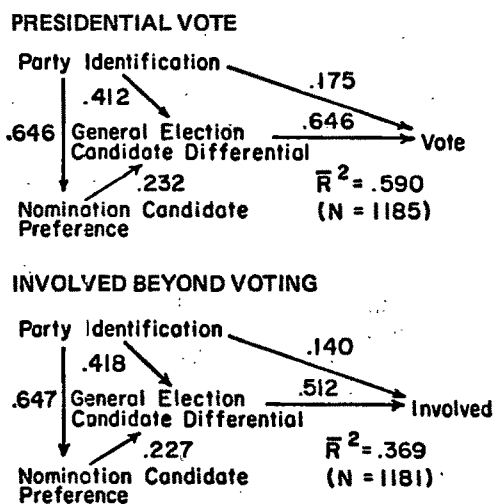 PRESIDENTIAL VOTE
Party Identification
.175
.412
.646
.646 General Election
Candidate Differential
Vote
.232
R̅² = .590
Nomination Candidate
(N = 1185)
Preference
INVOLVED BEYOND VOTING
Party Identification
.140
.418
.512
.647 General Election
Candidate Differential
Involved
.227
R̅² = .369
Nomination Candidate
(N = 1181)
Preference